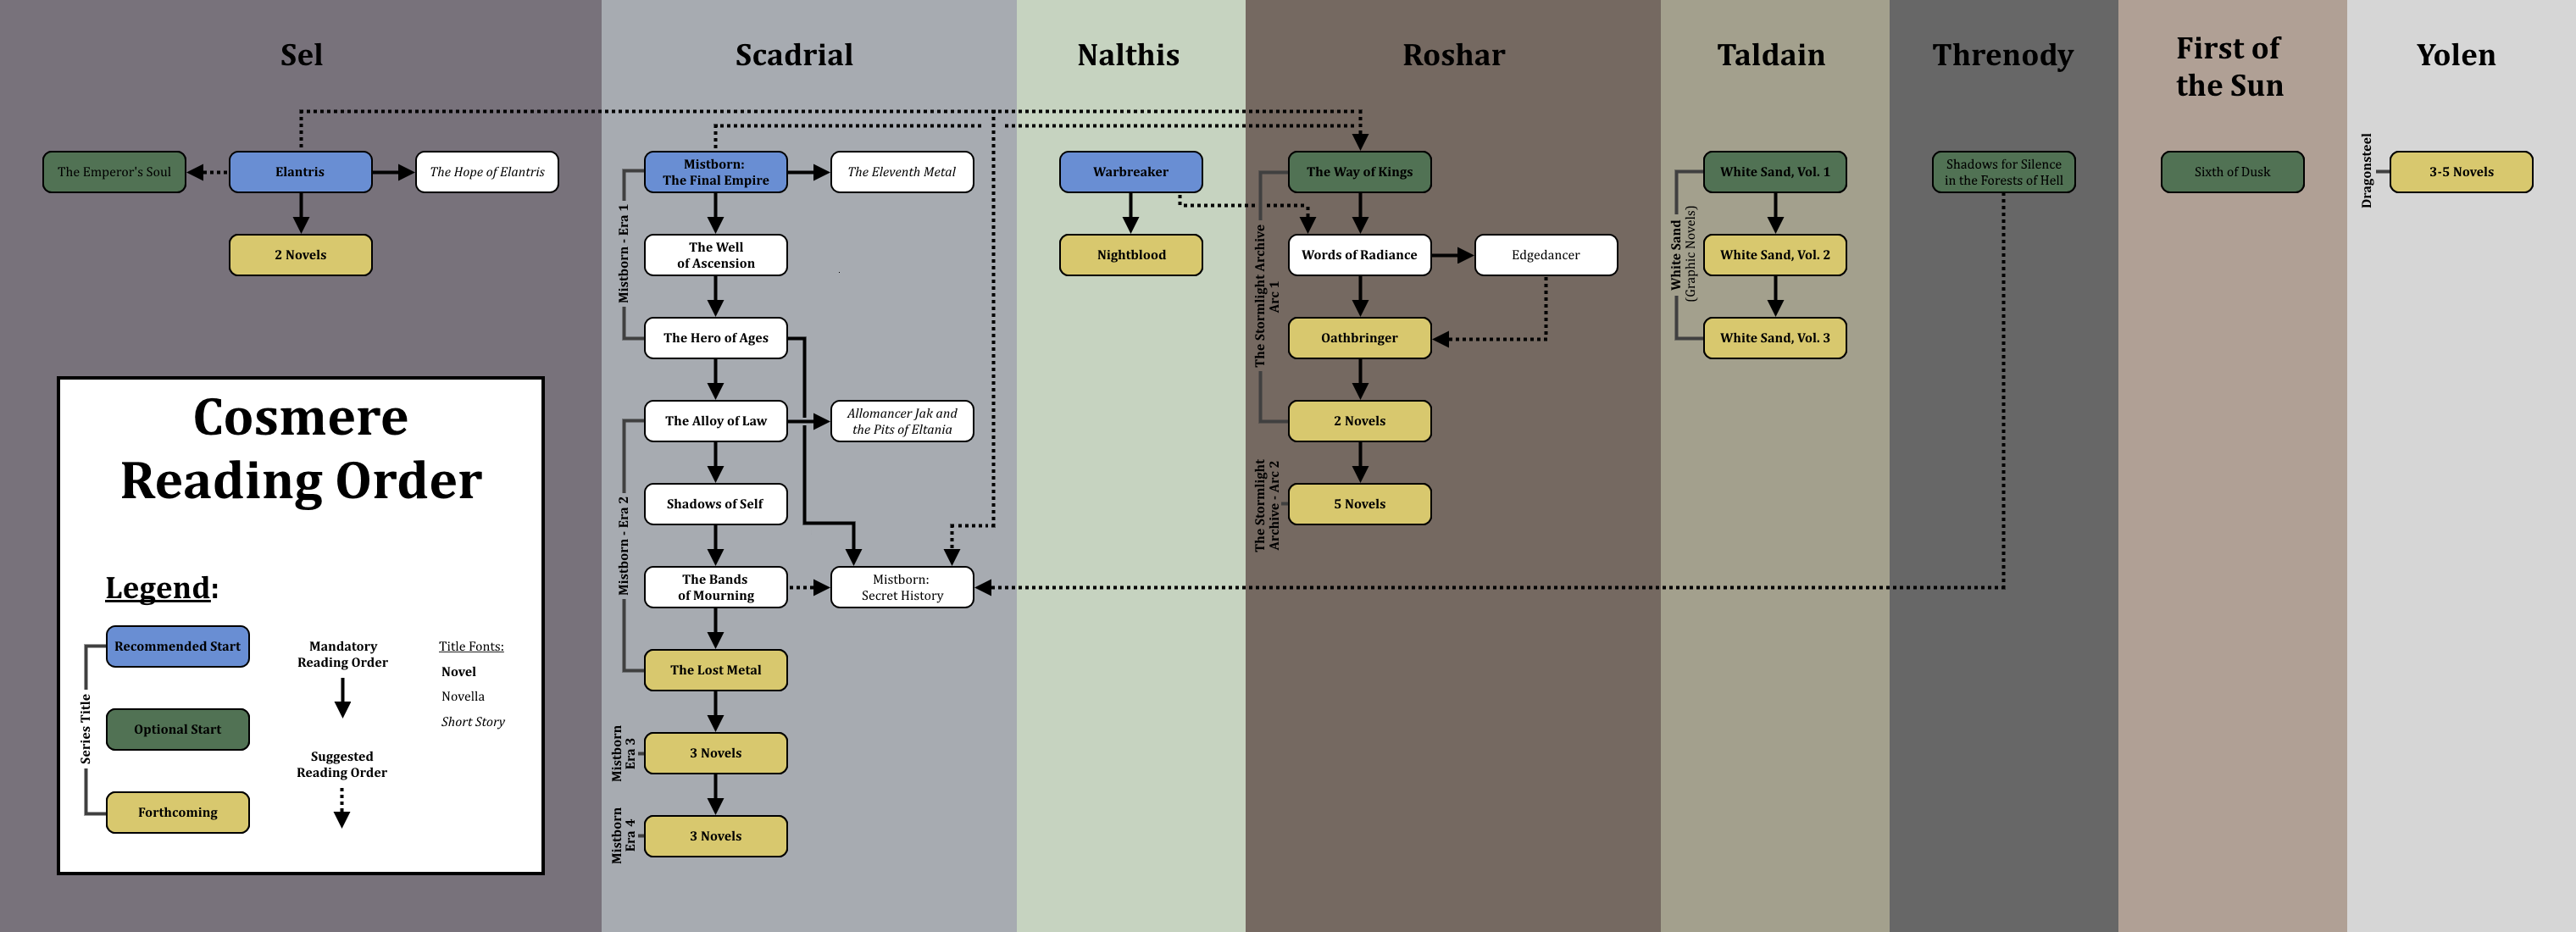 Sel
Scadrial
Nalthis
Roshar
Taldain
Threnody
First of
the Sun
Yolen
The Emperor's Soul
Elantris
The Hope of Elantris
2 Novels
Mistborn - Era 1
Mistborn:
The Final Empire
The Eleventh Metal
The Well
of Ascension
The Hero of Ages
Mistborn - Era 2
The Alloy of Law
Allomancer Jak and
the Pits of Eltania
Shadows of Self
The Bands
of Mourning
Mistborn:
Secret History
The Lost Metal
Mistborn
Era 3
3 Novels
Mistborn
Era 4
3 Novels
Warbreaker
Nightblood
The Stormlight Archive
Arc 1
The Way of Kings
Words of Radiance
Edgedancer
Oathbringer
2 Novels
The Stormlight
Archive - Arc 2
5 Novels
White Sand
(Graphic Novels)
White Sand, Vol. 1
White Sand, Vol. 2
White Sand, Vol. 3
Shadows for Silence
in the Forests of Hell
Sixth of Dusk
Dragonsteel
3-5 Novels
Cosmere
Reading Order
Legend:
Series Title
Recommended Start
Optional Start
Forthcoming
Mandatory
Reading Order
Suggested
Reading Order
Title Fonts:
Novel
Novella
Short Story